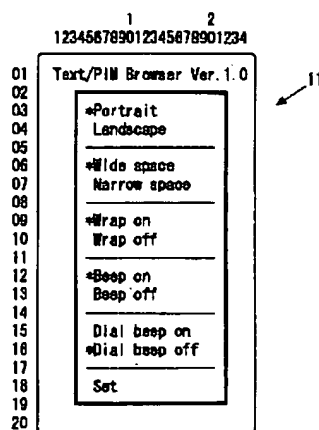 1 2
123456789012345678901234
01 Text/PIM Browser Ver.1.0
11
02
03 *Portrait
04 Landscape
05
06 *Wide space
07 Narrow space
08
09 *Wrap on
10 Wrap off
11
12 *Beep on
13 Beep off
14
15 Dial beep on
16 *Dial beep off
17
18 Set
19
20